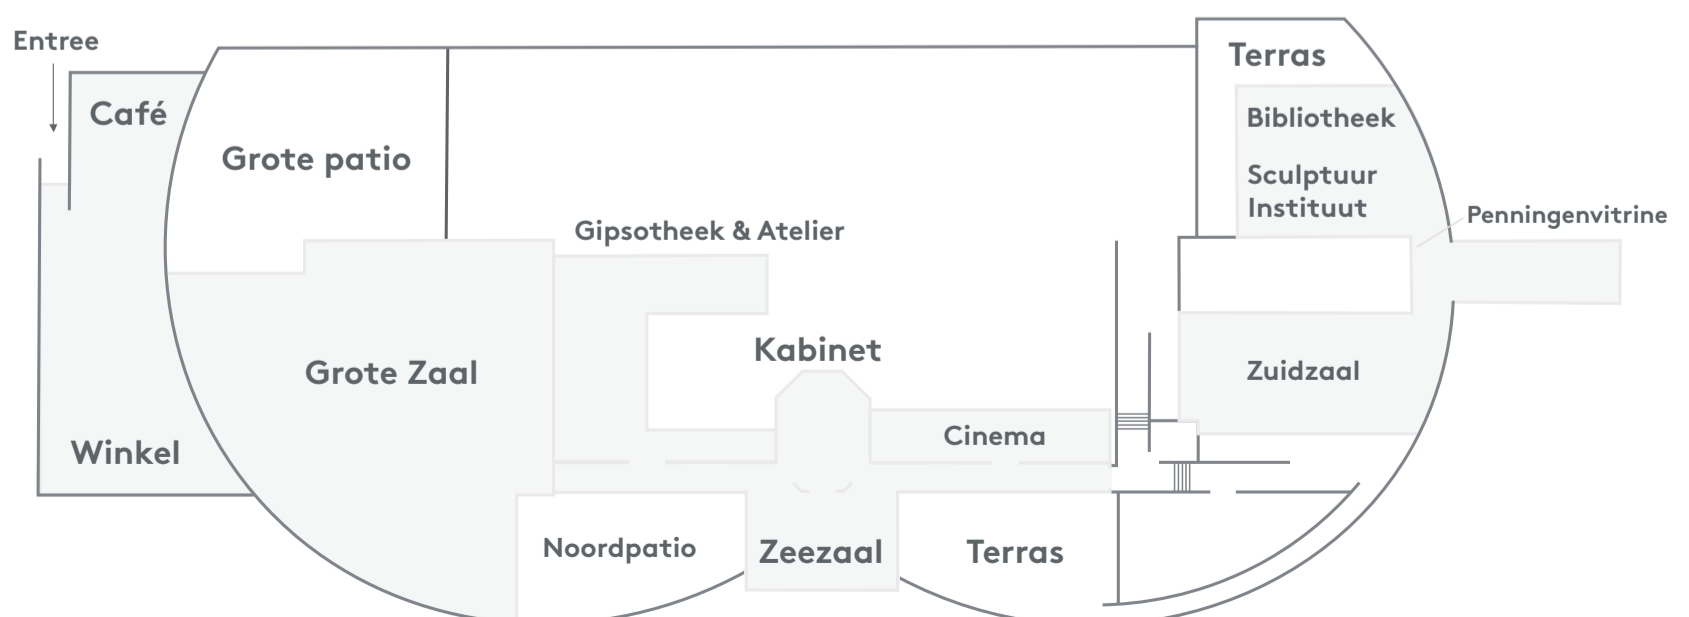 Entree
Café
Terras
Bibliotheek
Grote patio
Sculptuur
Instituut
Penningenvitrine
Gipsotheek & Atelier
Kabinet
Grote Zaal
Zuidzaal
Cinema
Winkel
Noordpatio
Zeezaal
Terras